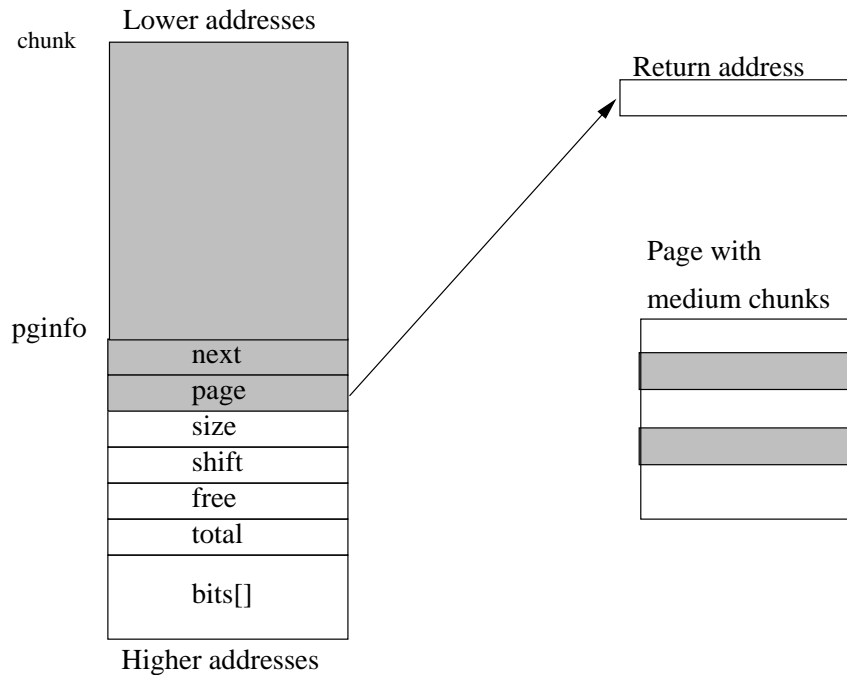 Lower addresses
chunk
Return address
Page with
medium chunks
pginfo
next
page
size
shift
free
total
bits[]
Higher addresses